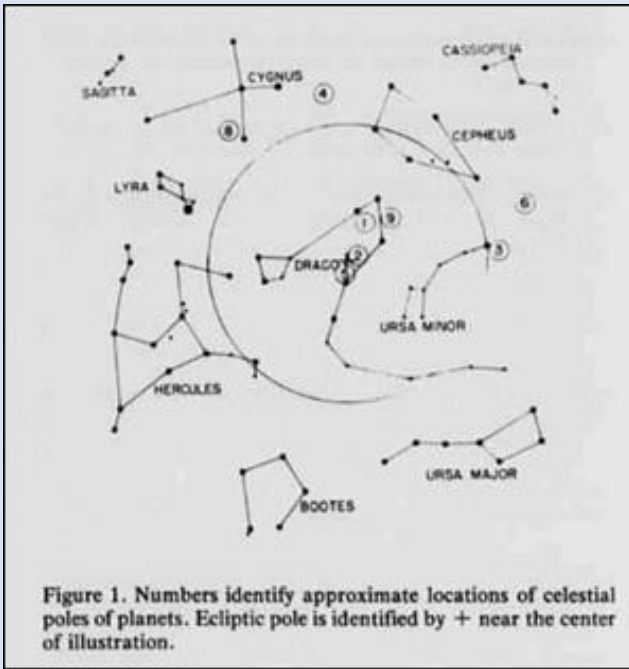 CASSIOPEIA
CYGNUS
SAGITTA
4
8
CEPHEUS
LYRA
6
1
9
3
2
DRACO
URSA MINOR
HERCULES
URSA MAJOR
BOOTES
Figure 1. Numbers identify approximate locations of celestial
poles of planets. Ecliptic pole is identified by + near the center
of illustration.